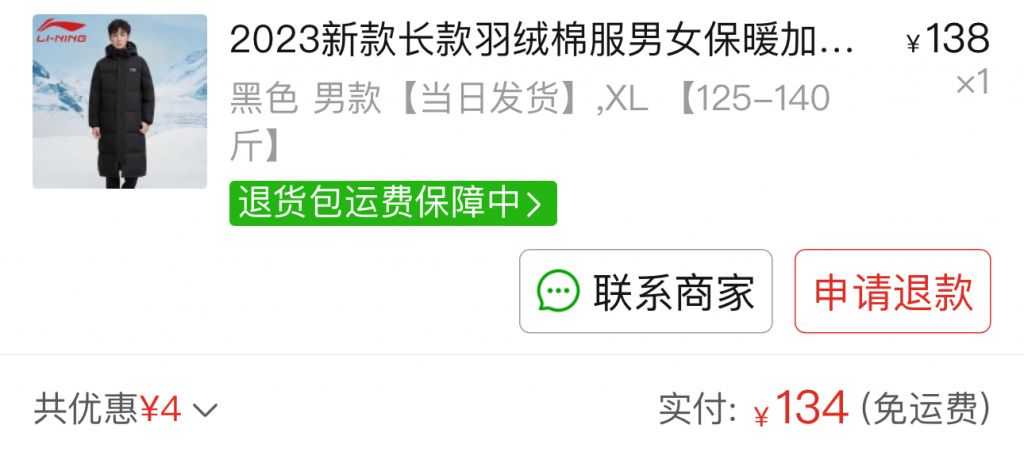 LI-NING
2023新款长款羽绒棉服男女保暖加...
¥138
黑色 男款【当日发货】,XL 【125-140
×1
斤】
退货包运费保障中>
联系商家
申请退款
共优惠¥4
实付: ¥134 (免运费)